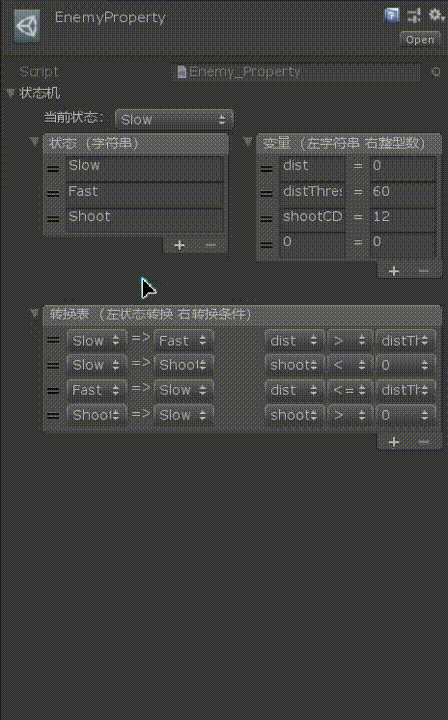 EnemyProperty
Open
Script Enemy_Property
状态机
当前状态: Slow
状态 (字符串)
Slow
Fast
Shoot
+ −
变量 (左字符串 右整型数)
dist = 0
distThres = 60
shootCD = 12
0 = 0
+ −
转换表 (左状态转换 右转换条件)
Slow => Fast dist > distTh
Slow => Shoot shoot < 0
Fast => Slow dist <= distTh
Shoot => Slow shoot > 0
+ −